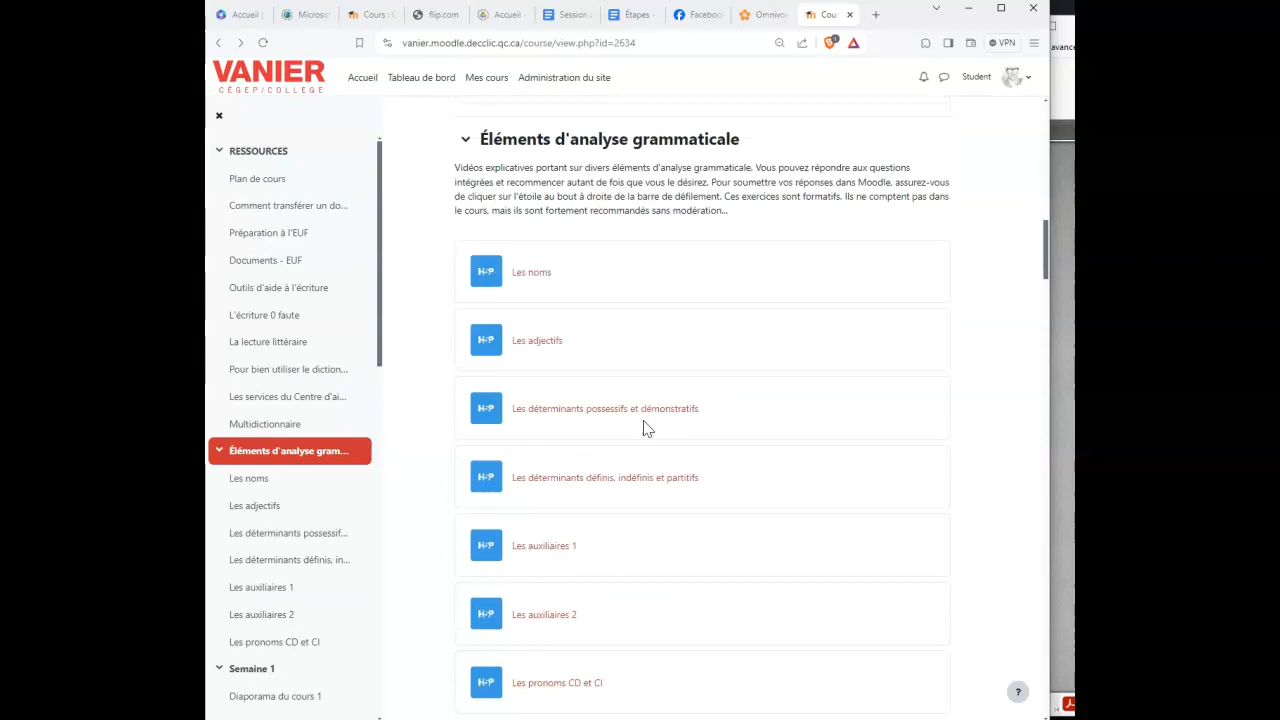 Accueil
Microso
Cours : C
flip.com
Accueil -
Session
Étapes -
Faceboo
Omnivo
Cou
vanier.moodle.decclic.qc.ca/course/view.php?id=2634
VPN
avance
VANIER
CÉGEP/COLLEGE
Accueil
Tableau de bord
Mes cours
Administration du site
Student
RESSOURCES
Plan de cours
Comment transférer un do...
Préparation à l'EUF
Documents - EUF
Outils d'aide à l'écriture
L'écriture 0 faute
La lecture littéraire
Pour bien utiliser le diction...
Les services du Centre d'ai...
Multidictionnaire
Éléments d'analyse gram...
Les noms
Les adjectifs
Les déterminants possessif...
Les déterminants définis, in...
Les auxiliaires 1
Les auxiliaires 2
Les pronoms CD et CI
Semaine 1
Diaporama du cours 1
Éléments d'analyse grammaticale
Vidéos explicatives portant sur divers éléments d'analyse grammaticale. Vous pouvez répondre aux questions
intégrées et recommencer autant de fois que vous le désirez. Pour soumettre vos réponses dans Moodle, assurez-vous
de cliquer sur l'étoile au bout à droite de la barre de défilement. Ces exercices sont formatifs. Ils ne comptent pas dans
le cours, mais ils sont fortement recommandés sans modération...
H-P Les noms
H-P Les adjectifs
H-P Les déterminants possessifs et démonstratifs
H-P Les déterminants définis, indéfinis et partitifs
H-P Les auxiliaires 1
H-P Les auxiliaires 2
H-P Les pronoms CD et CI
?